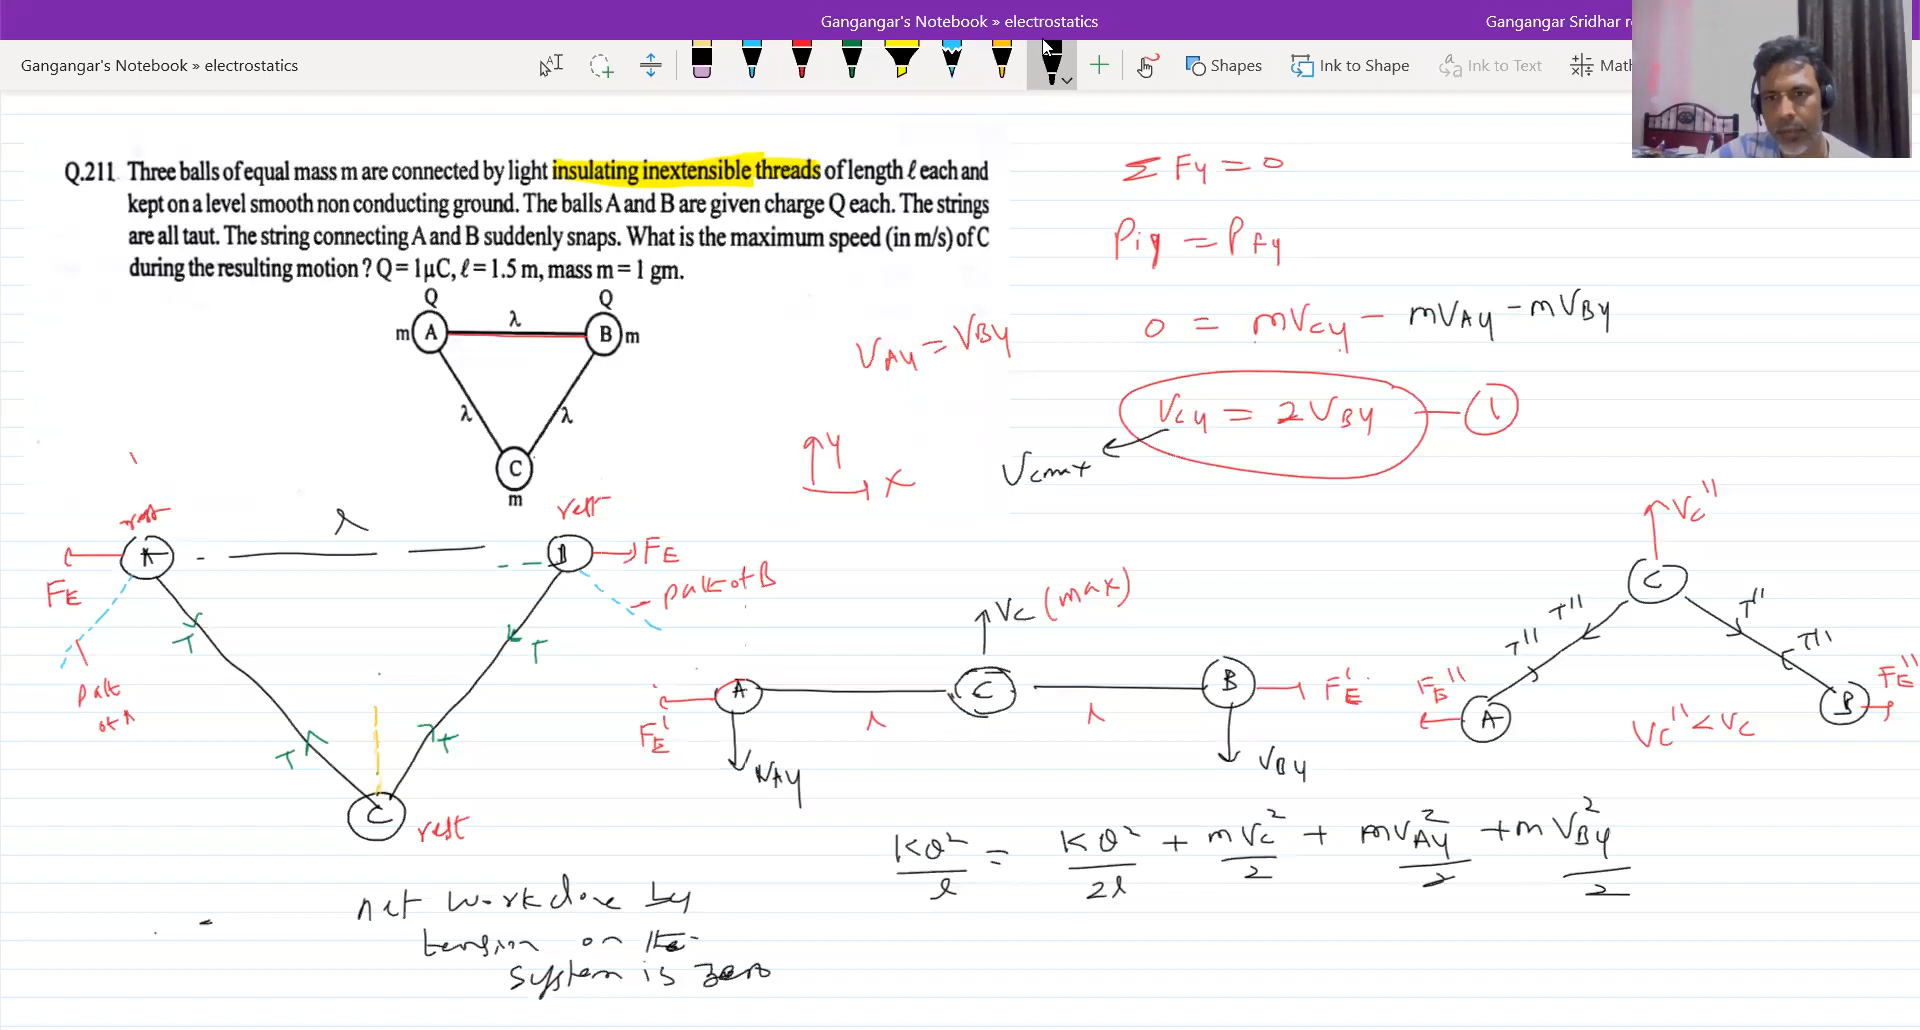 Gangangar's Notebook » electrostatics
Gangangar Sridhar
Gangangar's Notebook » electrostatics
Shapes
Ink to Shape
Ink to Text
Math
Q.211 Three balls of equal mass m are connected by light insulating inextensible threads of length ℓ each and
kept on a level smooth non conducting ground. The balls A and B are given charge Q each. The strings
are all taut. The string connecting A and B suddenly snaps. What is the maximum speed (in m/s) of C
during the resulting motion ? Q = 1μC, ℓ = 1.5 m, mass m = 1 gm.
Q Q
m A λ B m
λ λ
C
m
Σ Fy = 0
Piy = Pfy
0 = mVcy - mVAy - mVBy
VAy = VBy
Vcy = 2VBy — 1
Vcmax
Y
X
rest λ rest
A B
FE FE
path of A
path of B
T T
T T
C rest
Vc (max)
A C B
FE' λ λ FE'
VAy VBy
Vc''
C
T'' T''
T'' T''
FE'' FE''
A B
Vc'' < Vc
KQ²/l = KQ²/2l + mVc²/2 + mVAy²/2 + mVBy²/2
net workdone by
tension on the
system is zero